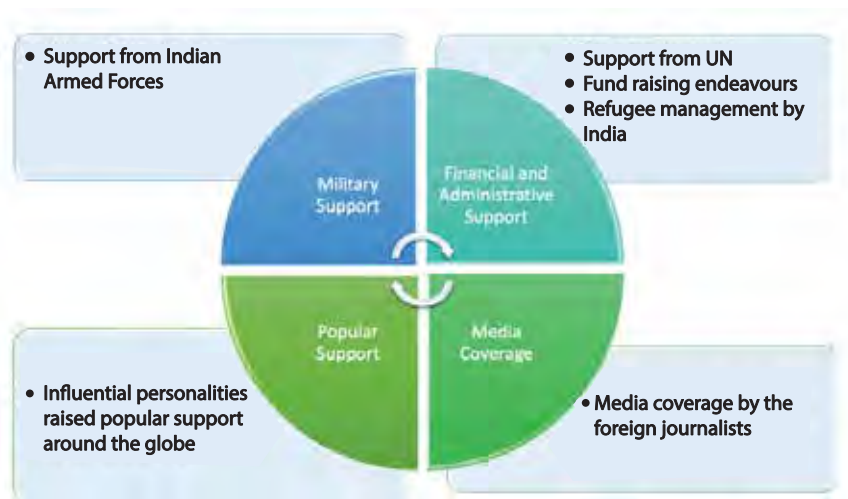 • Support from Indian
Armed Forces
• Support from UN
• Fund raising endeavours
• Refugee management by
India
Military
Support
Financial and
Administrative
Support
Popular
Support
Media
Coverage
• Influential personalities
raised popular support
around the globe
• Media coverage by the
foreign journalists